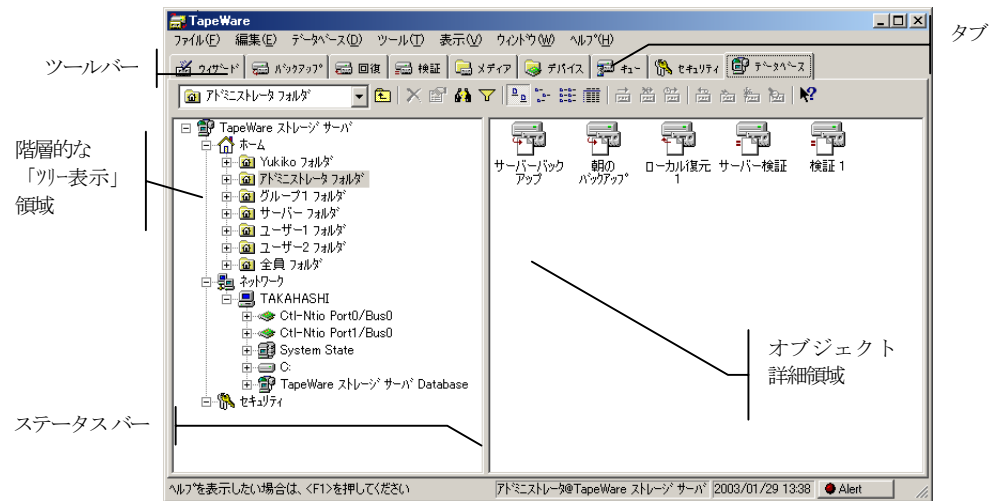 TapeWare
ファイル(F) 編集(E) データベース(D) ツール(T) 表示(V) ウィンドウ(W) ヘルプ(H)
タブ
ツールバー
ウィザード バックアップ 回復 検証 メディア デバイス キュー セキュリティ データベース
アドミニストレータ フォルダ
階層的な
「ツリー表示」
領域
TapeWare ストレージ サーバ
ホーム
Yukiko フォルダ
アドミニストレータ フォルダ
グループ1 フォルダ
サーバー フォルダ
ユーザー1 フォルダ
ユーザー2 フォルダ
全員 フォルダ
ネットワーク
TAKAHASHI
Ctl-Ntio Port0/Bus0
Ctl-Ntio Port1/Bus0
System State
C:
TapeWare ストレージ サーバ Database
セキュリティ
サーバーバックアップ
朝のバックアップ
ローカル復元 1
サーバー検証
検証 1
オブジェクト
詳細領域
ステータスバー
ヘルプを表示したい場合は、<F1>を押してください
アドミニストレータ@TapeWare ストレージ サーバ 2003/01/29 13:38 Alert